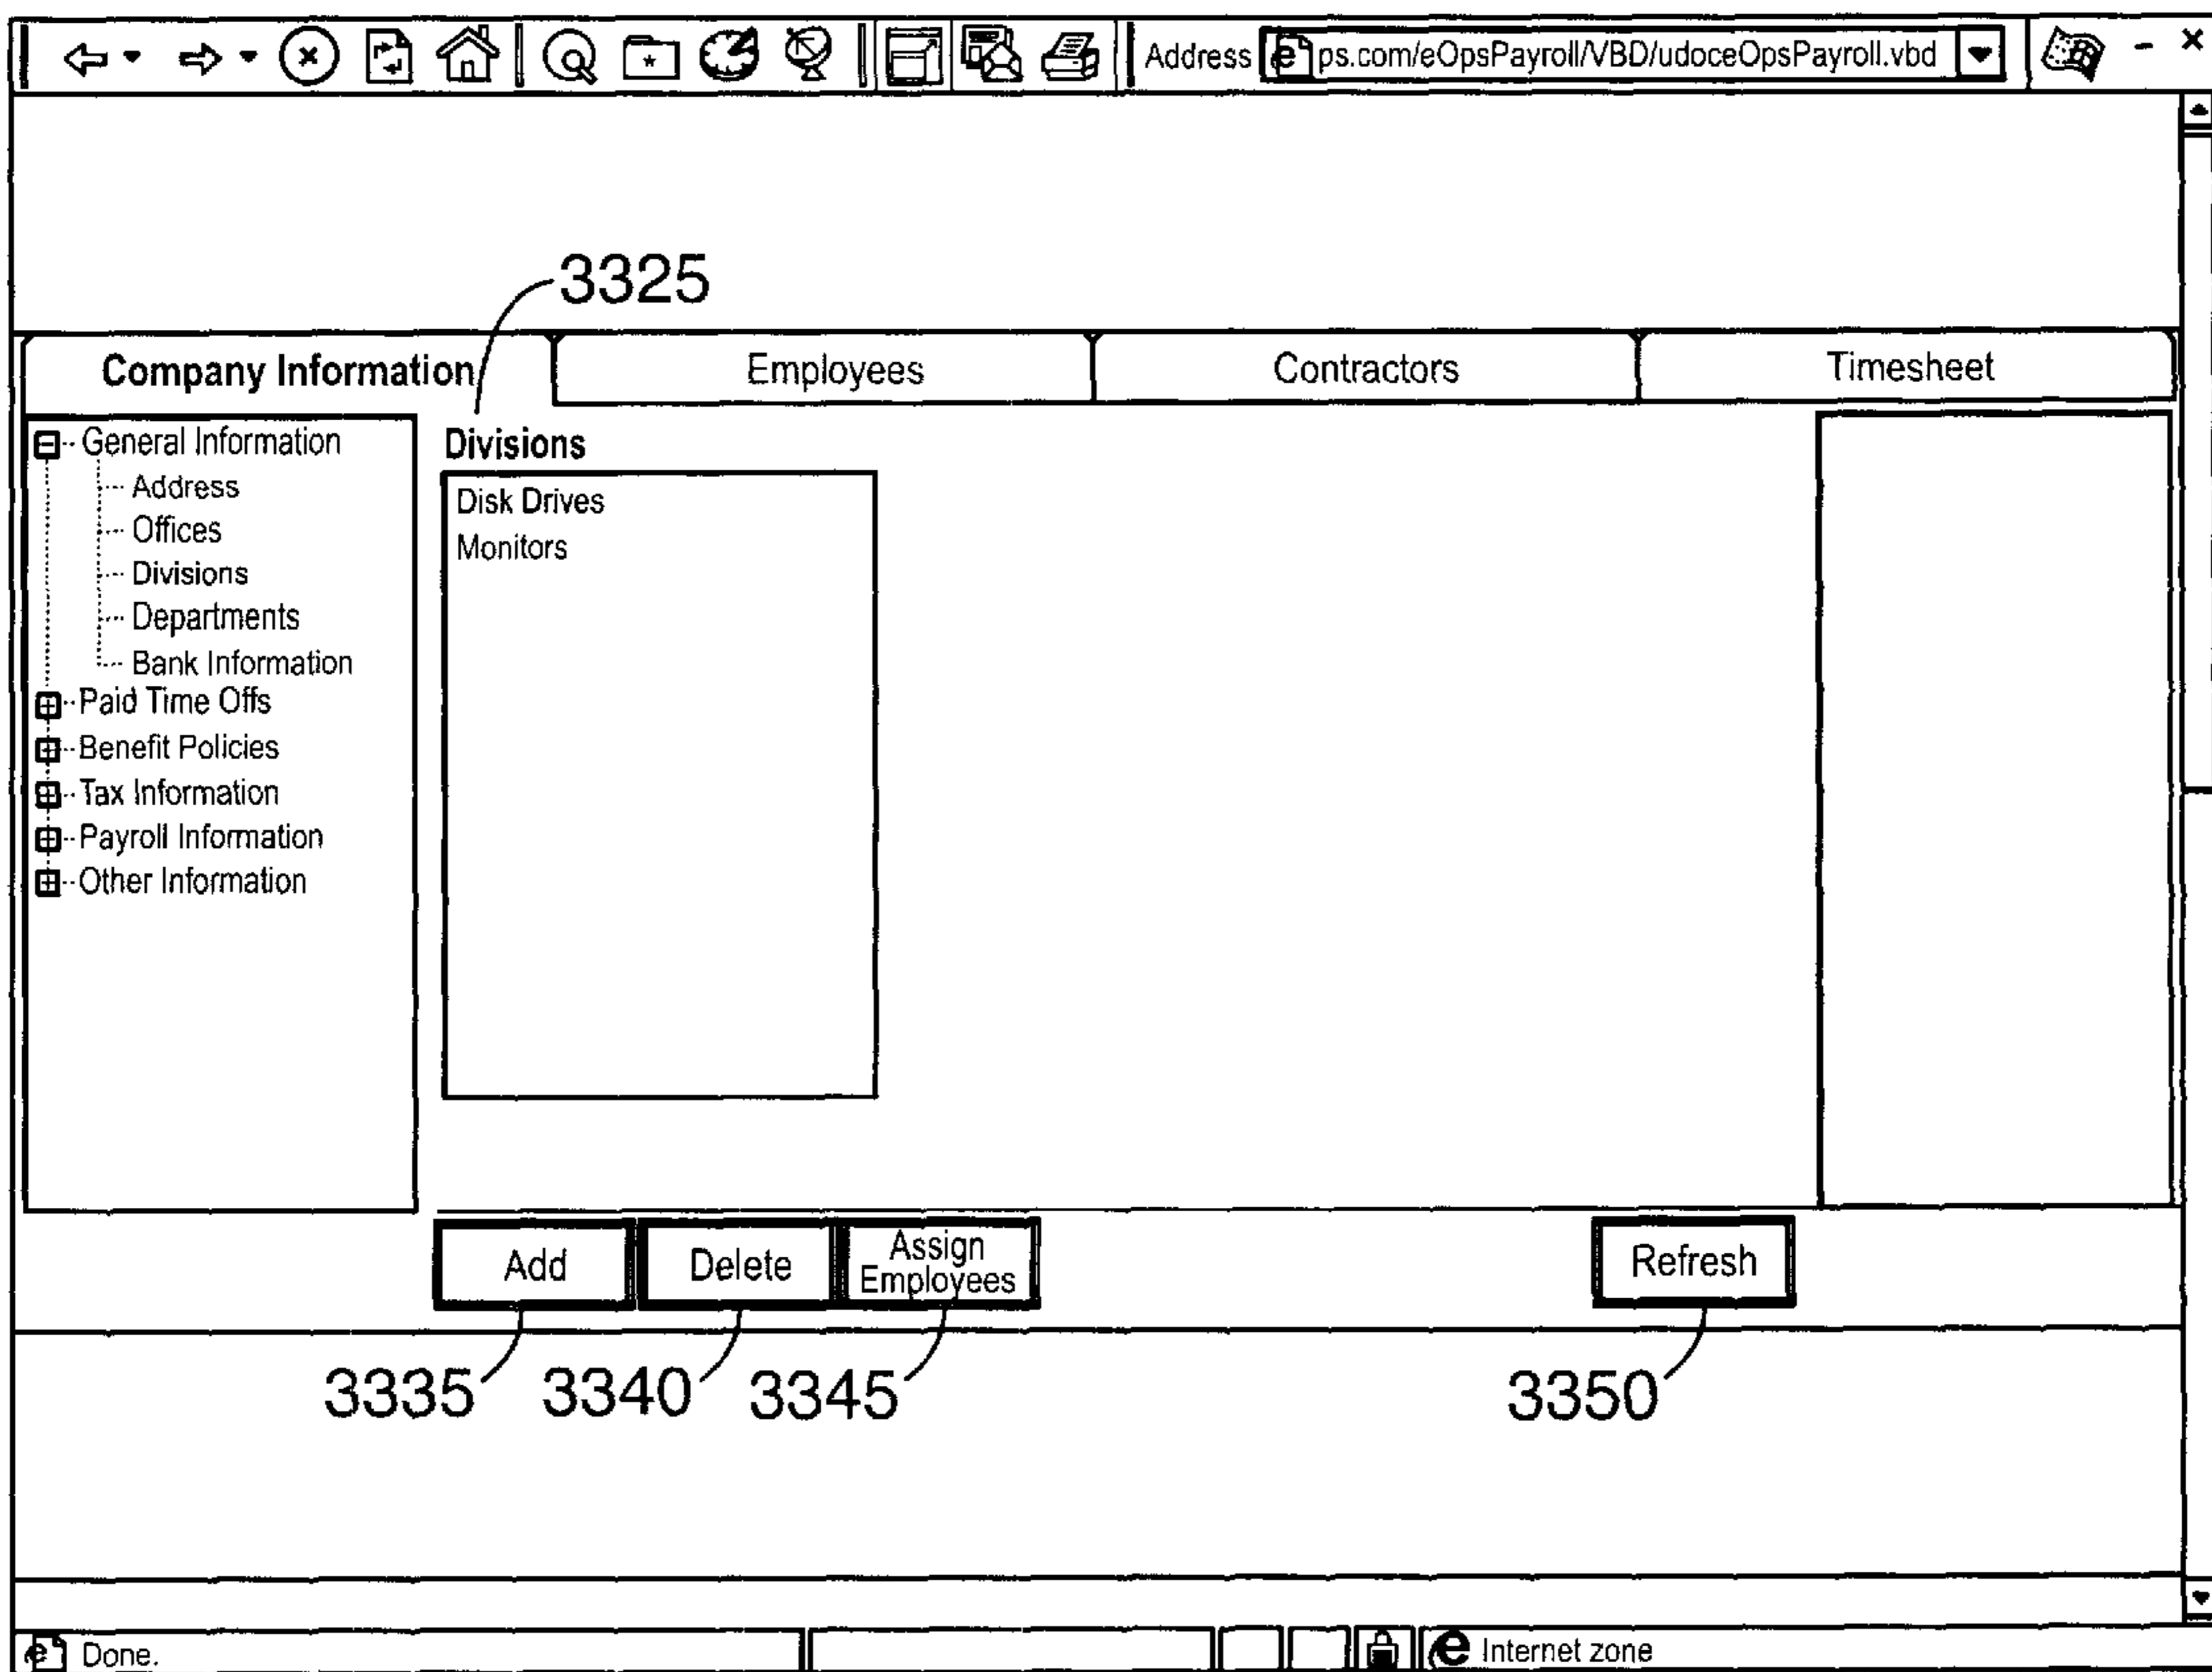 Address ps.com/eOpsPayroll/VBD/udoceOpsPayroll.vbd
3325
Company Information
Employees
Contractors
Timesheet
General Information
Address
Offices
Divisions
Departments
Bank Information
Paid Time Offs
Benefit Policies
Tax Information
Payroll Information
Other Information
Divisions
Disk Drives
Monitors
Add
Delete
Assign
Employees
Refresh
3335
3340
3345
3350
Done.
Internet zone